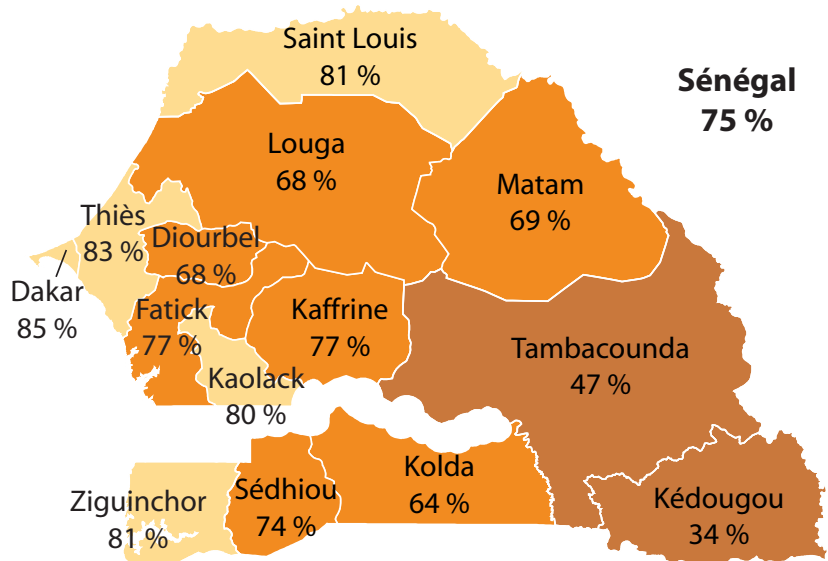 Saint Louis
81 %
Sénégal
75 %
Louga
68 %
Matam
69 %
Thiès
83 %
Diourbel
68 %
Dakar
85 %
Fatick
77 %
Kaffrine
77 %
Tambacounda
47 %
Kaolack
80 %
Ziguinchor
81 %
Sédhiou
74 %
Kolda
64 %
Kédougou
34 %